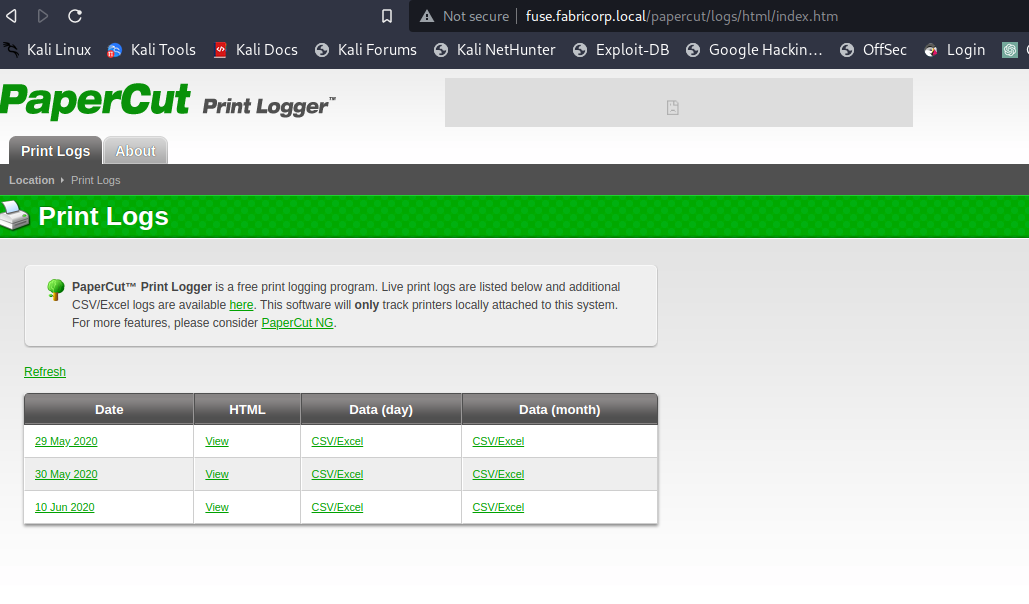 Not secure fuse.fabricorp.local/papercut/logs/html/index.htm
Kali Linux Kali Tools Kali Docs Kali Forums Kali NetHunter Exploit-DB Google Hackin… OffSec Login
PaperCut Print Logger™
Print Logs About
Location Print Logs
Print Logs
PaperCut™ Print Logger is a free print logging program. Live print logs are listed below and additional
CSV/Excel logs are available here. This software will only track printers locally attached to this system.
For more features, please consider PaperCut NG.
Refresh
Date HTML Data (day) Data (month)
29 May 2020 View CSV/Excel CSV/Excel
30 May 2020 View CSV/Excel CSV/Excel
10 Jun 2020 View CSV/Excel CSV/Excel